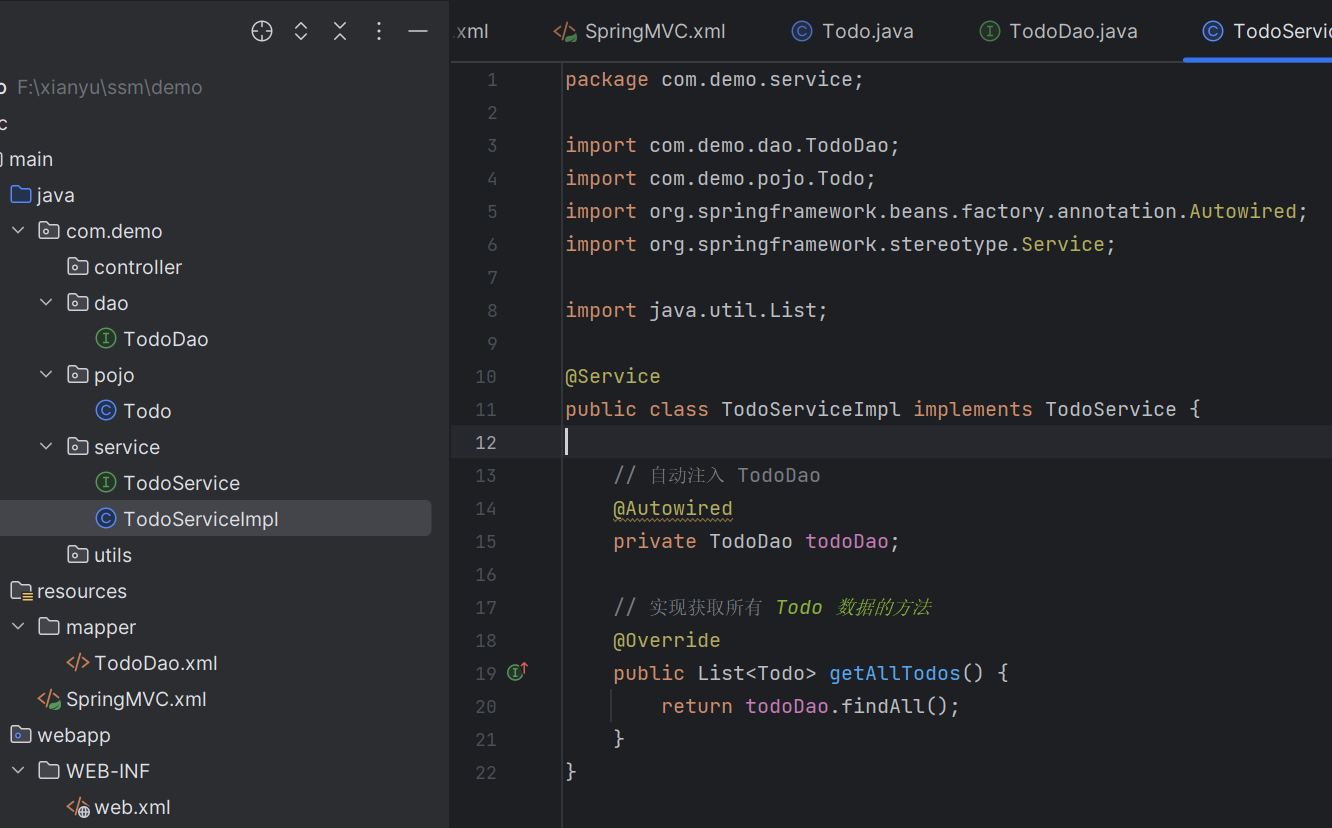 F:\xianyu\ssm\demo
main
java
com.demo
controller
dao
TodoDao
pojo
Todo
service
TodoService
TodoServiceImpl
utils
resources
mapper
TodoDao.xml
SpringMVC.xml
webapp
WEB-INF
web.xml
.xml SpringMVC.xml Todo.java TodoDao.java
1 package com.demo.service;
2
3 import com.demo.dao.TodoDao;
4 import com.demo.pojo.Todo;
5 import org.springframework.beans.factory.annotation.Autowired;
6 import org.springframework.stereotype.Service;
7
8 import java.util.List;
9
10 @Service
11 public class TodoServiceImpl implements TodoService {
12
13 // 自动注入 TodoDao
14 @Autowired
15 private TodoDao todoDao;
16
17 // 实现获取所有 Todo 数据的方法
18 @Override
19 public List<Todo> getAllTodos() {
20 return todoDao.findAll();
21 }
22 }